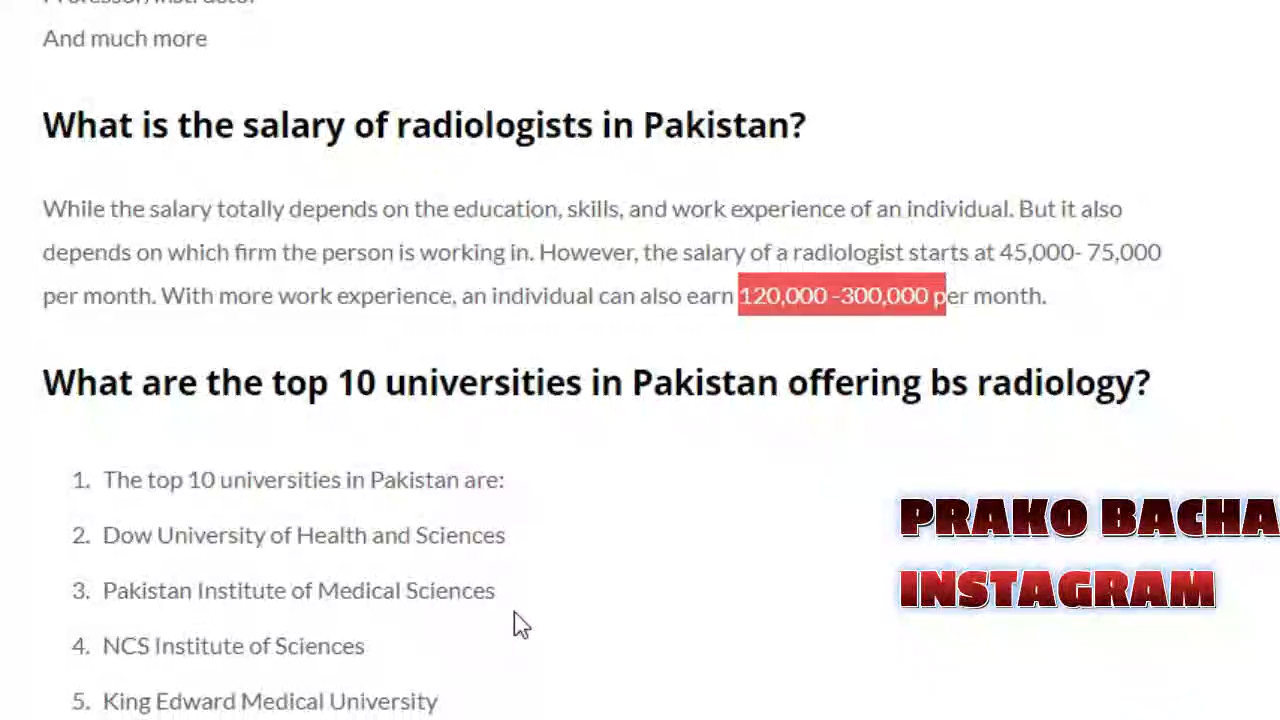 And much more
What is the salary of radiologists in Pakistan?
While the salary totally depends on the education, skills, and work experience of an individual. But it also
depends on which firm the person is working in. However, the salary of a radiologist starts at 45,000- 75,000
per month. With more work experience, an individual can also earn 120,000 -300,000 per month.
What are the top 10 universities in Pakistan offering bs radiology?
1. The top 10 universities in Pakistan are:
2. Dow University of Health and Sciences
3. Pakistan Institute of Medical Sciences
4. NCS Institute of Sciences
5. King Edward Medical University
PRAKO BACHA
INSTAGRAM